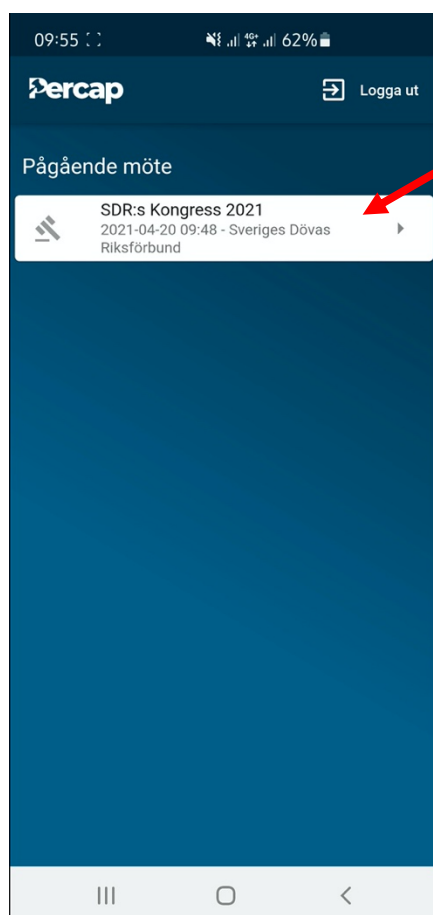 09:55 4G+ 62%
Percap Logga ut
Pågående möte
SDR:s Kongress 2021
2021-04-20 09:48 - Sveriges Dövas
Riksförbund